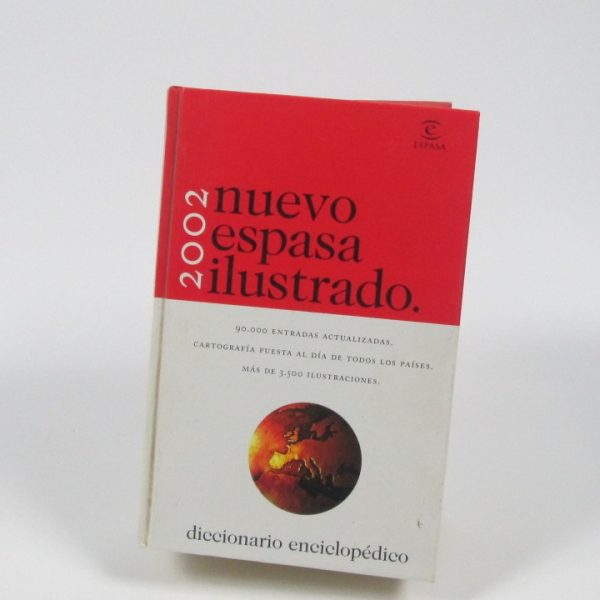 ESPASA
2002
nuevo
espasa
ilustrado.
90.000 ENTRADAS ACTUALIZADAS.
CARTOGRAFÍA PUESTA AL DÍA DE TODOS LOS PAÍSES.
MÁS DE 3.500 ILUSTRACIONES.
diccionario enciclopédico